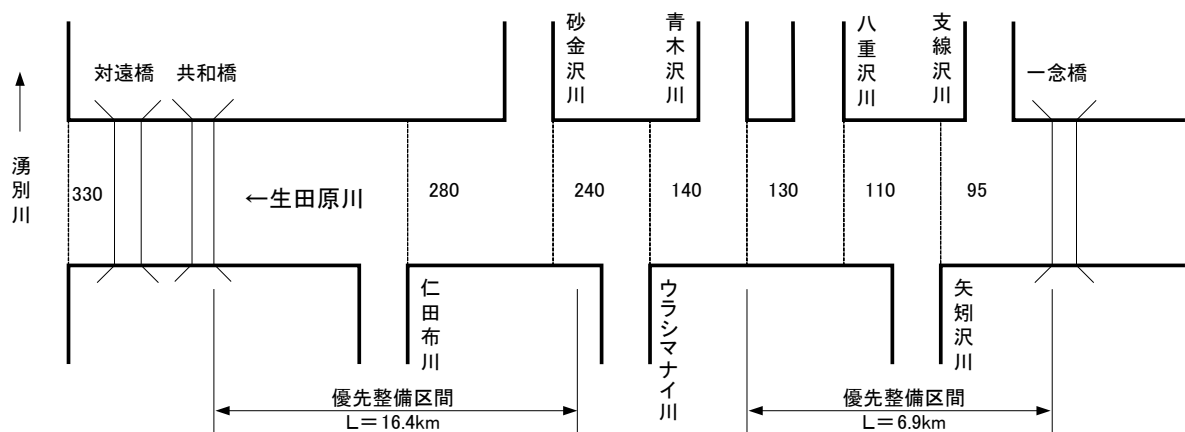 砂金沢川
青木沢川
八重沢川
支線沢川
対遠橋
共和橋
一念橋
湧別川
330
←生田原川
280
240
140
130
110
95
仁田布川
ウラシマナイ川
矢矧沢川
優先整備区間
L=16.4km
優先整備区間
L=6.9km